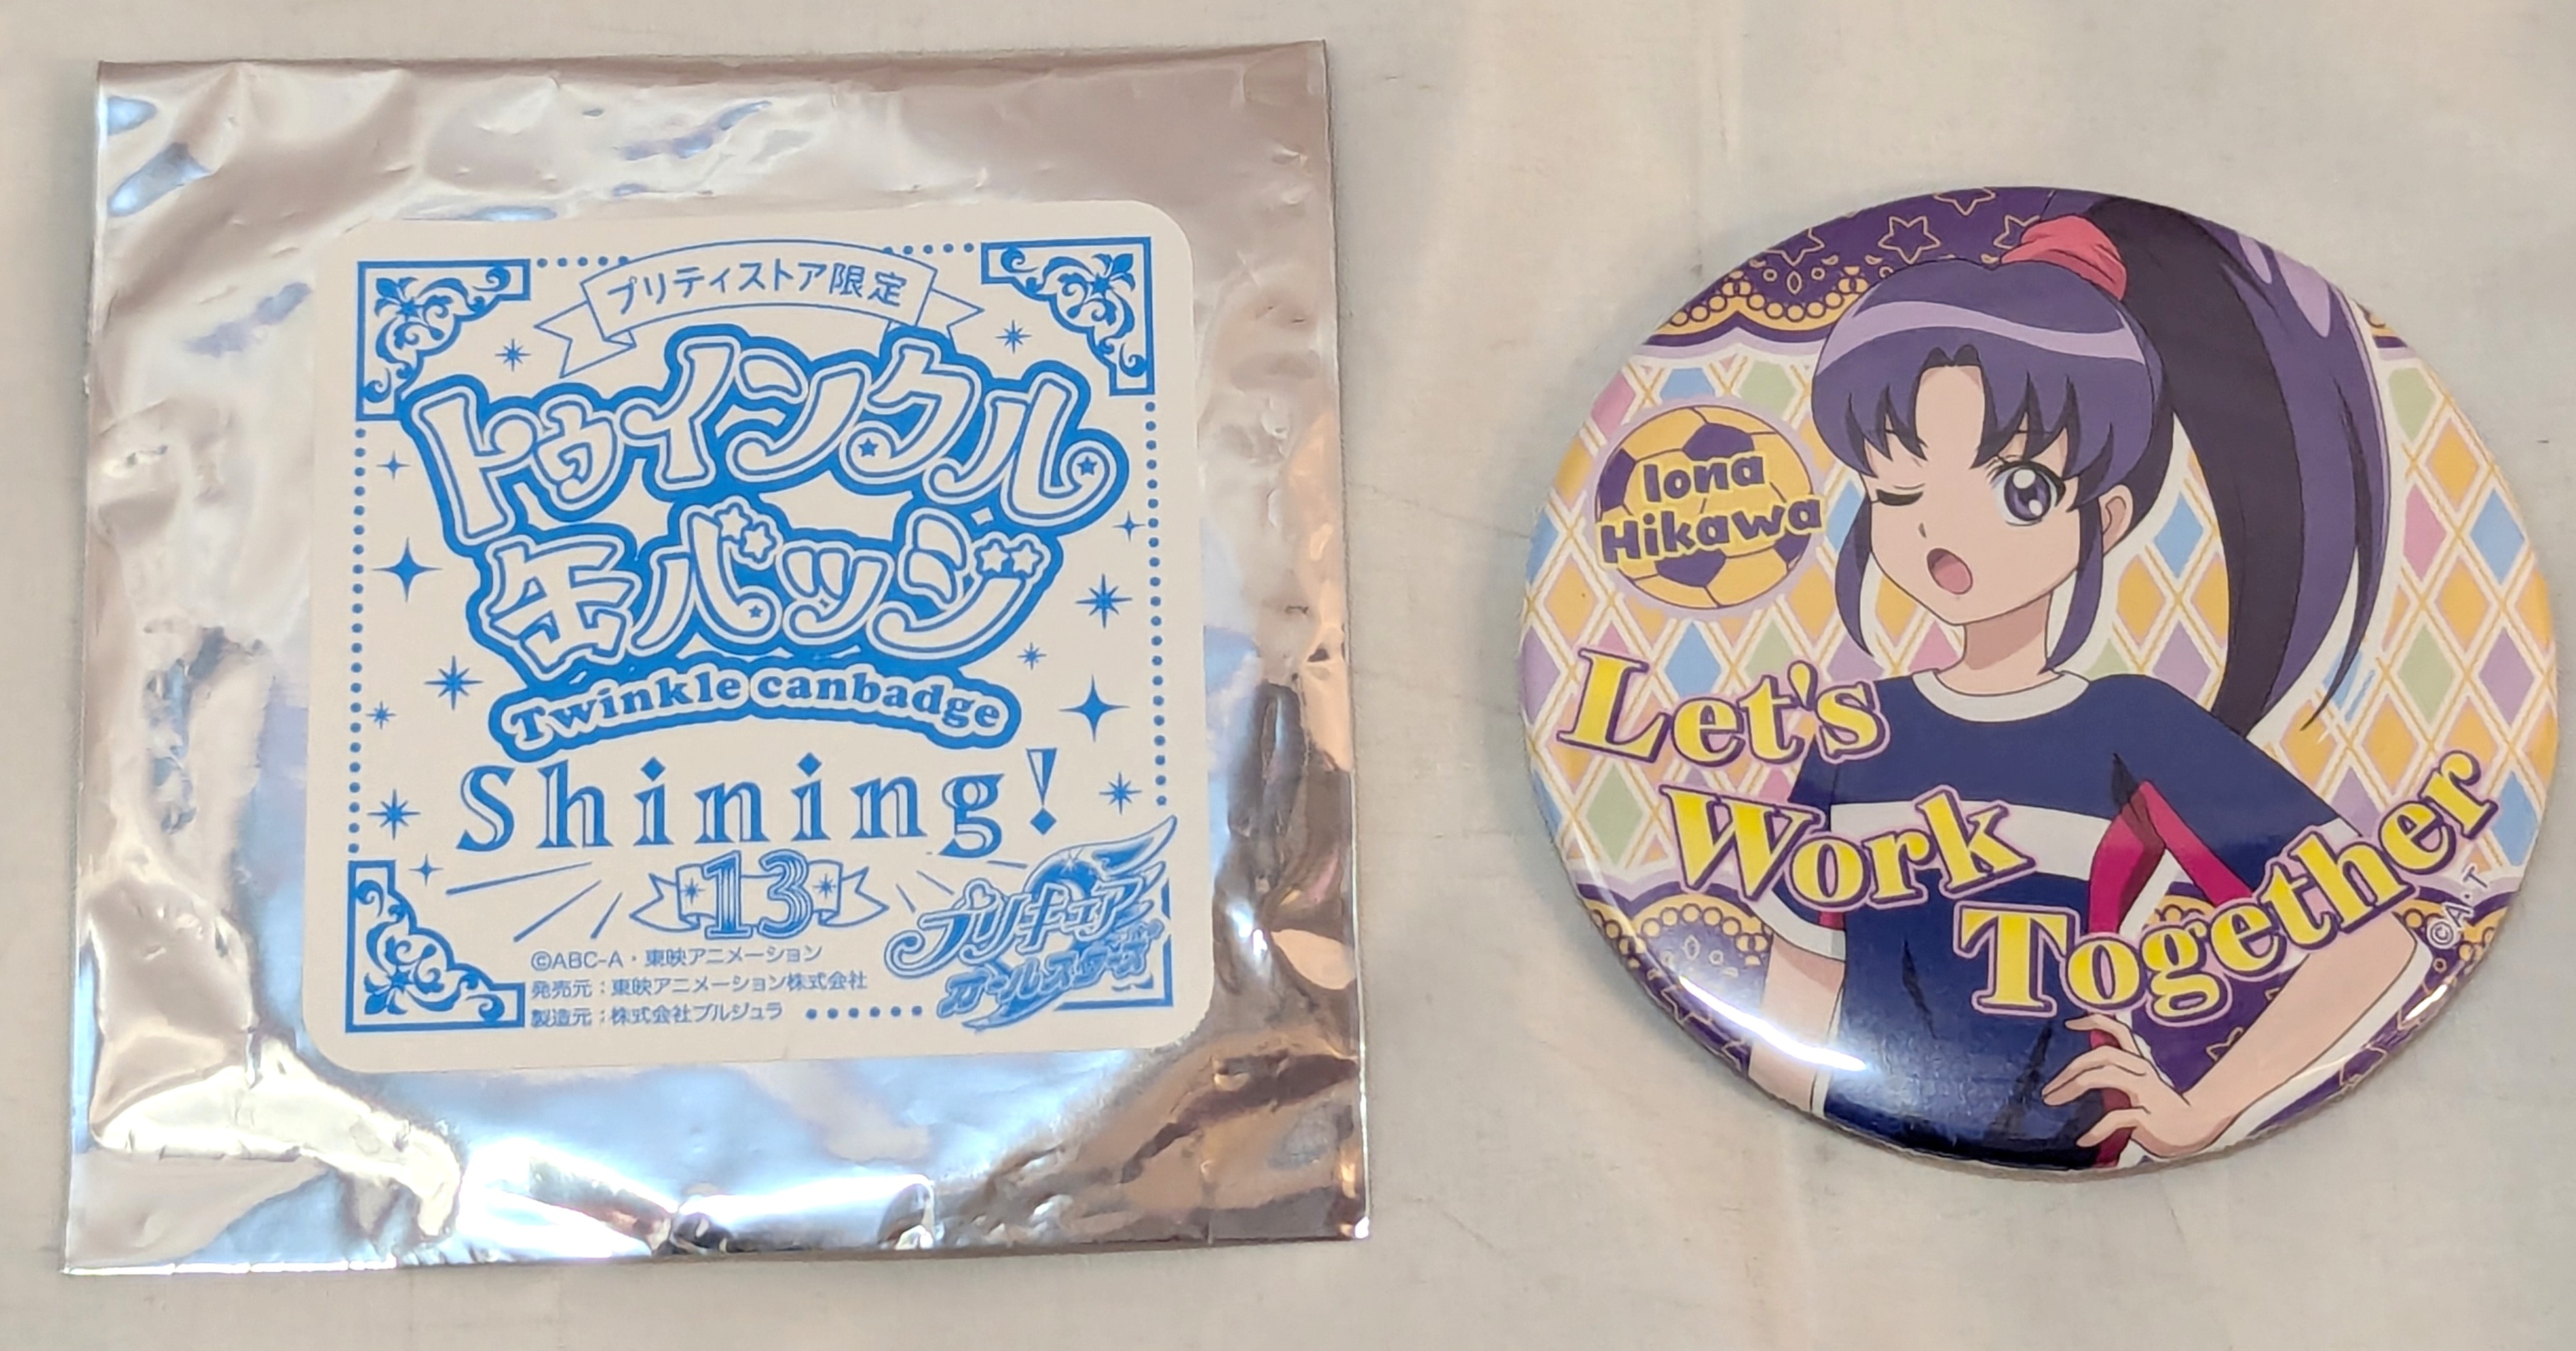 プリティストア限定
トゥインクル
缶バッジ
Twinkle canbadge
Shining!
13
プリキュア
オールスターズ
©ABC-A・東映アニメーション
発売元：東映アニメーション株式会社
製造元：株式会社プルジュラ
Iona
Hikawa
Let's
Work
Together
©A・T